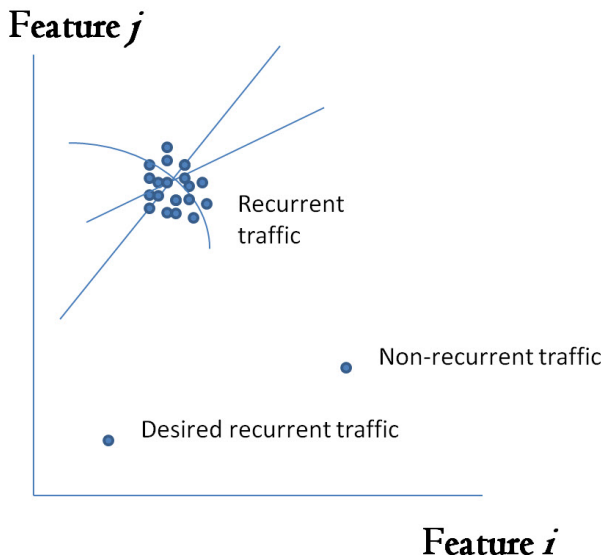 Feature j
Recurrent
traffic
Non-recurrent traffic
Desired recurrent traffic
Feature i